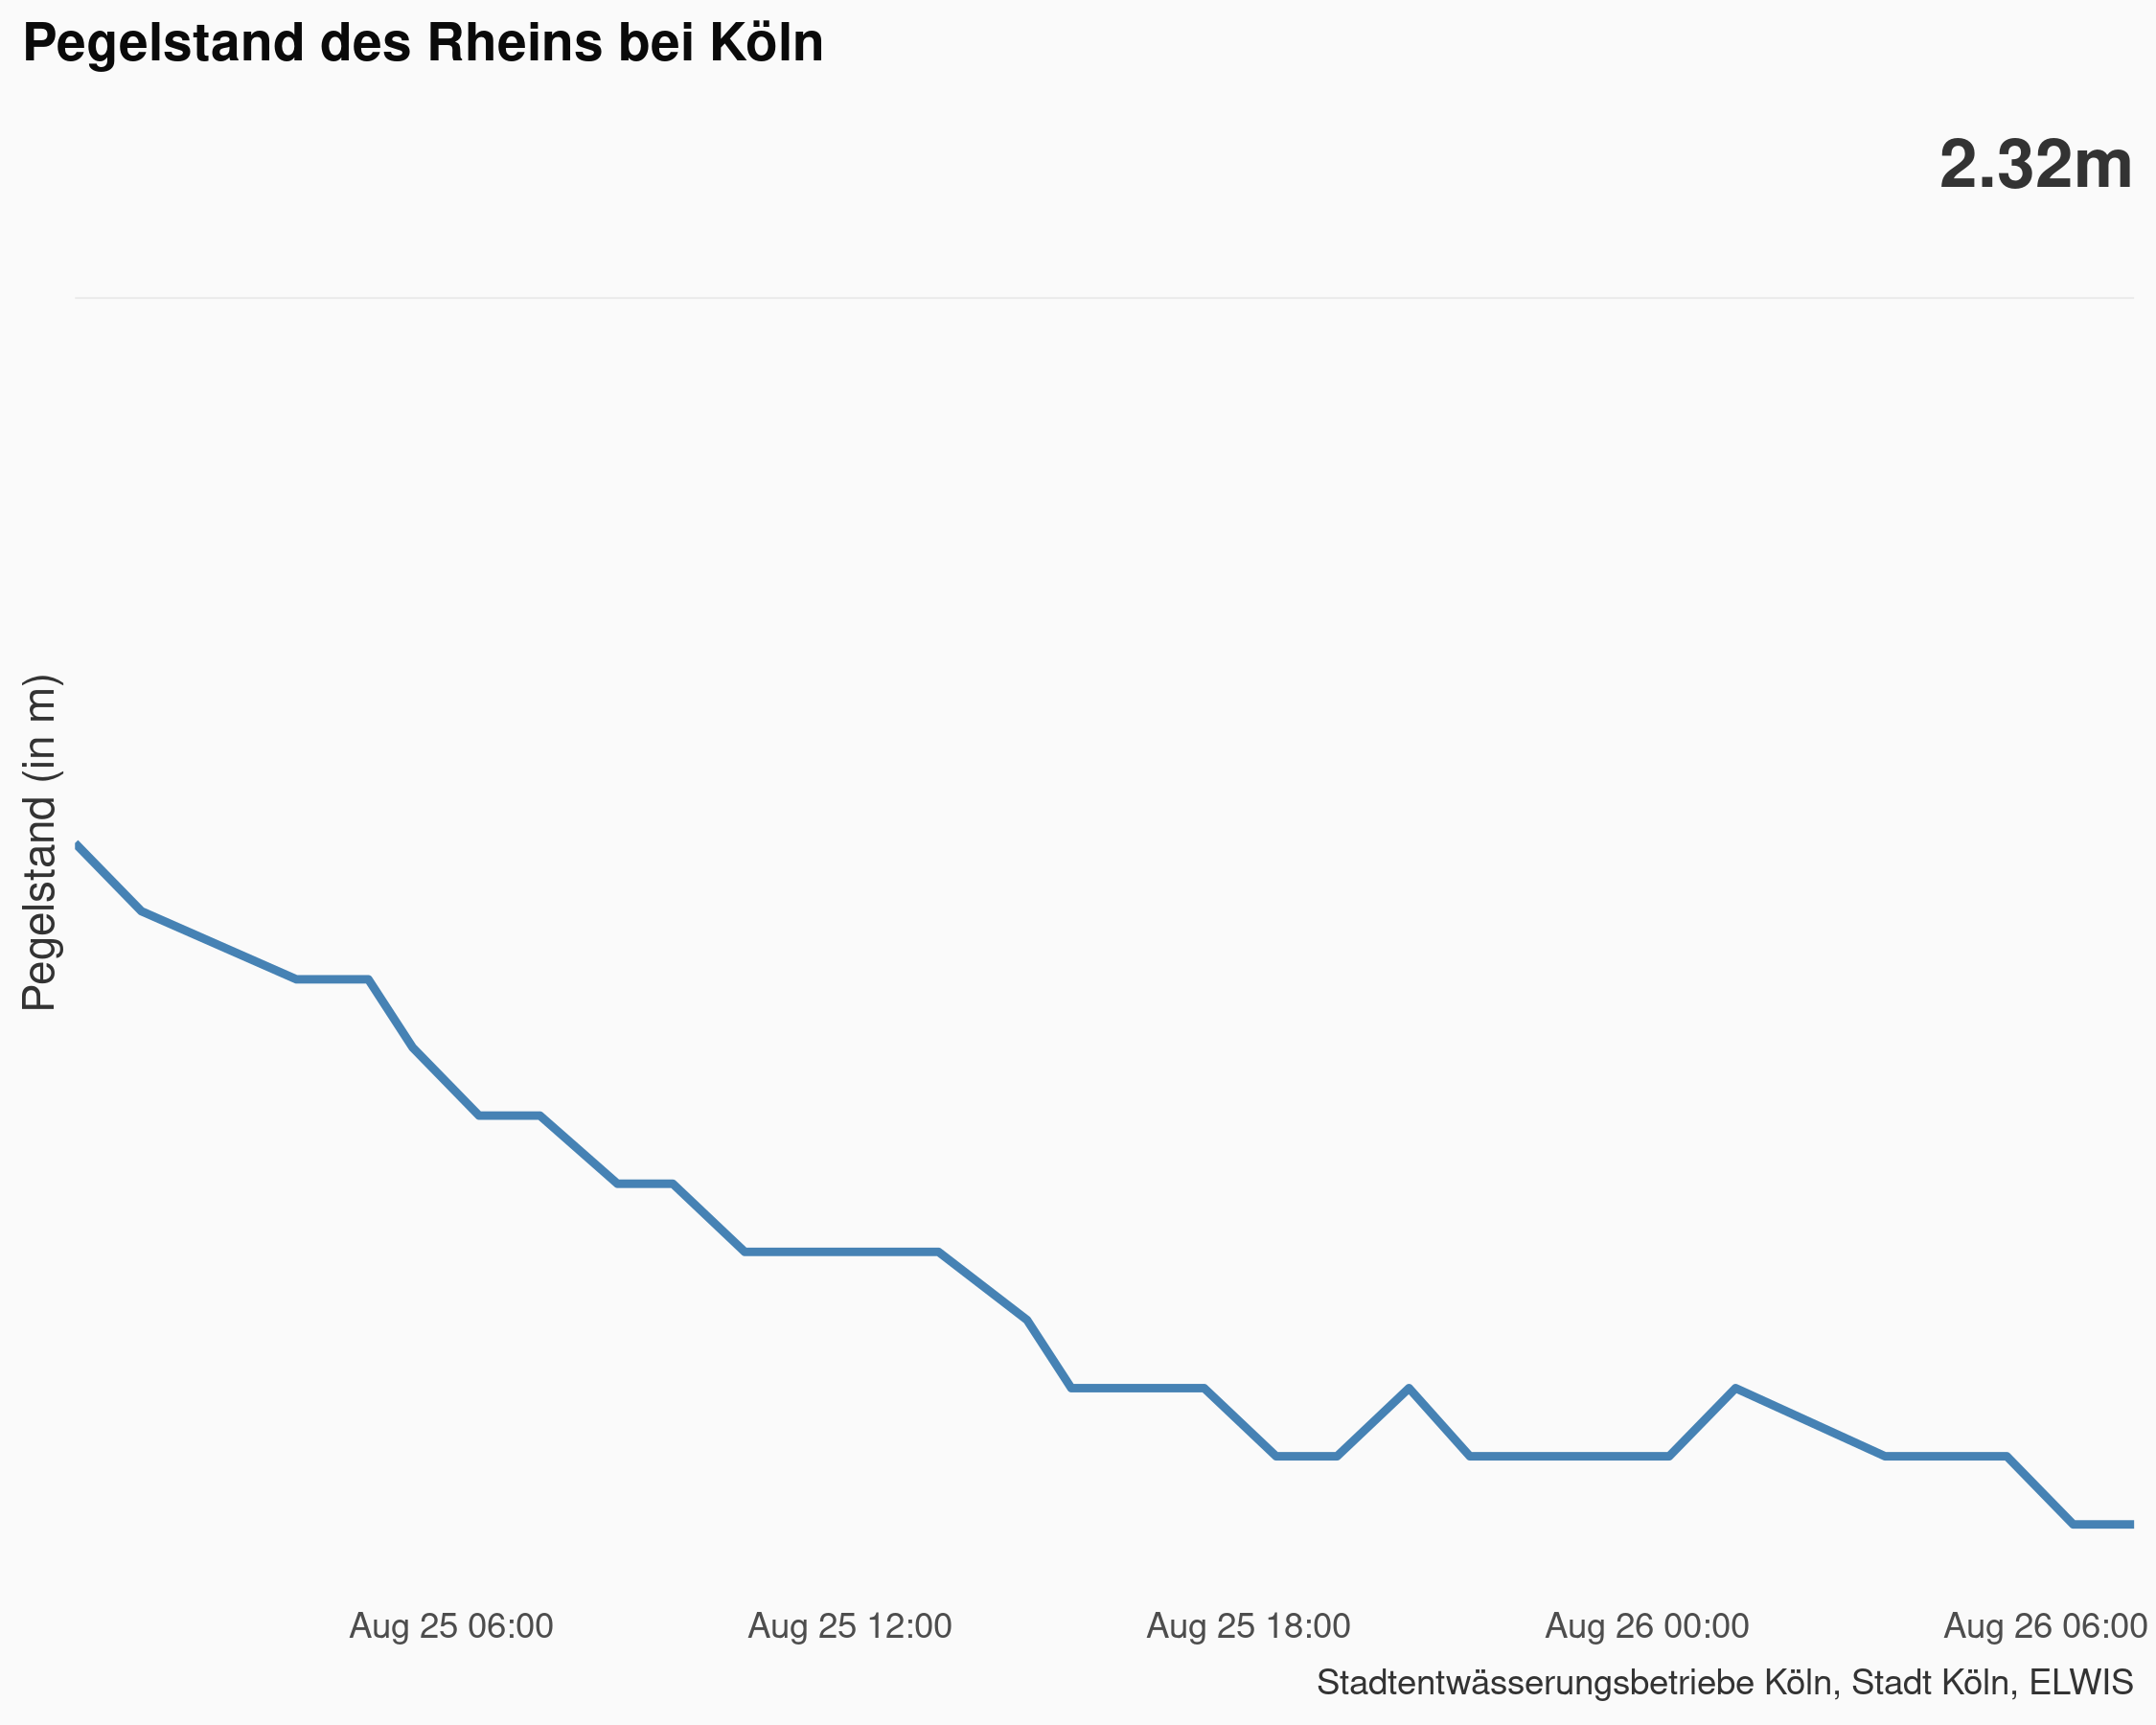 Pegelstand des Rheins bei Köln
2.32m
Pegelstand (in m)
Aug 25 06:00 Aug 25 12:00 Aug 25 18:00 Aug 26 00:00 Aug 26 06:00
Stadtentwässerungsbetriebe Köln, Stadt Köln, ELWIS